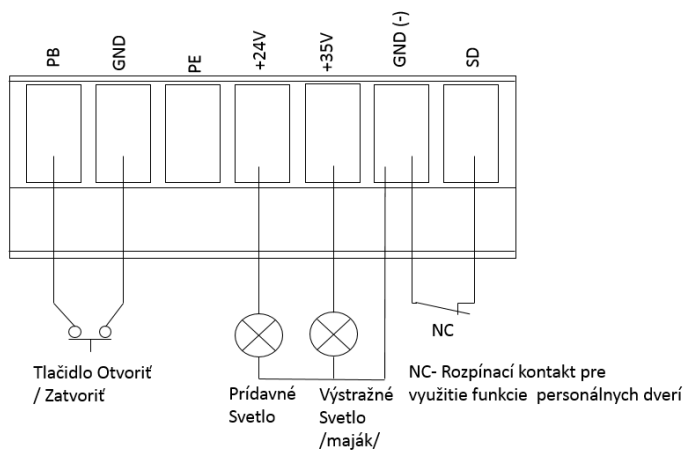 PB
GND
PE
+24V
+35V
GND (-)
SD
NC
Tlačidlo Otvoriť
/ Zatvoriť
Prídavné
Svetlo
Výstražné
Svetlo
/maják/
NC- Rozpínací kontakt pre
využitie funkcie personálnych dverí